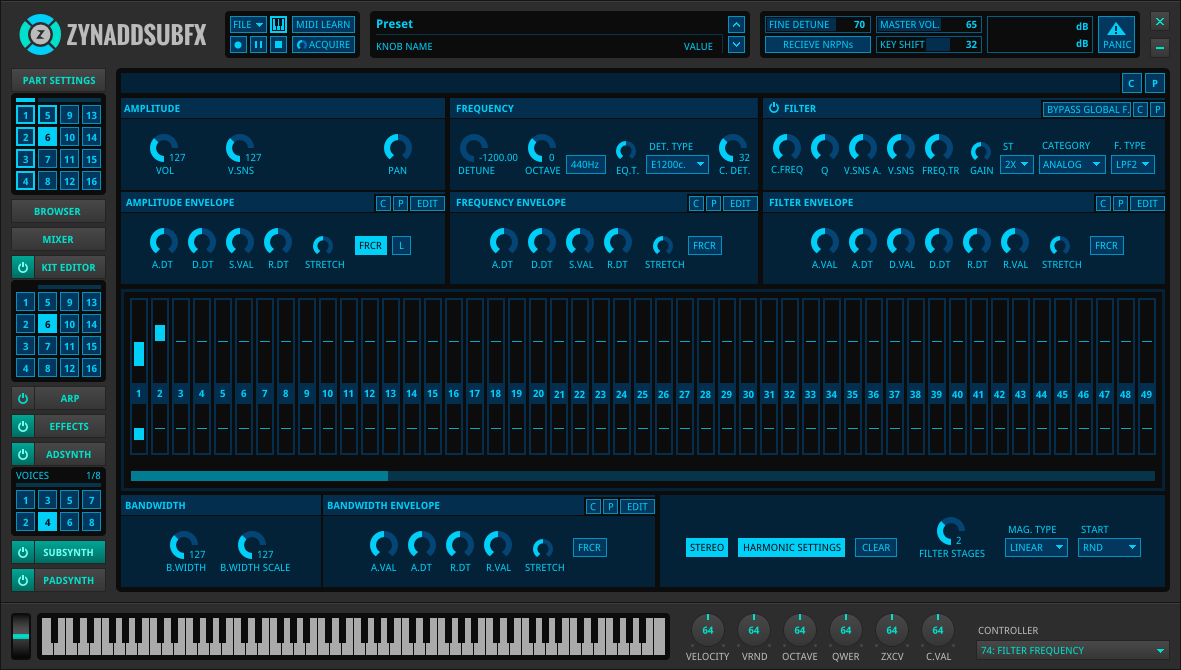 ZYNADDSUBFX
FILE MIDI LEARN
ACQUIRE
Preset
KNOB NAME VALUE
FINE DETUNE 70 MASTER VOL. 65 dB
RECIEVE NRPNs KEY SHIFT 32 dB
PANIC
PART SETTINGS
1 5 9 13
2 6 10 14
3 7 11 15
4 8 12 16
BROWSER
MIXER
KIT EDITOR
1 5 9 13
2 6 10 14
3 7 11 15
4 8 12 16
ARP
EFFECTS
ADSYNTH
VOICES 1/8
1 3 5 7
2 4 6 8
SUBSYNTH
PADSYNTH
C P
AMPLITUDE
127 127
VOL V.SNS PAN
FREQUENCY
-1200.00 0 440Hz DET. TYPE E1200c. 32
DETUNE OCTAVE EQ.T. C. DET.
FILTER BYPASS GLOBAL F. C P
ST CATEGORY F. TYPE
2X ANALOG LPF2
C.FREQ Q V.SNS A. V.SNS FREQ.TR GAIN
AMPLITUDE ENVELOPE C P EDIT
FRCR L
A.DT D.DT S.VAL R.DT STRETCH
FREQUENCY ENVELOPE C P EDIT
FRCR
A.DT D.DT S.VAL R.DT STRETCH
FILTER ENVELOPE C P EDIT
FRCR
A.VAL A.DT D.VAL D.DT R.DT R.VAL STRETCH
1 2 3 4 5 6 7 8 9 10 11 12 13 14 15 16 17 18 19 20 21 22 23 24 25 26 27 28 29 30 31 32 33 34 35 36 37 38 39 40 41 42 43 44 45 46 47 48 49
BANDWIDTH
127 127
B.WIDTH B.WIDTH SCALE
BANDWIDTH ENVELOPE C P EDIT
FRCR
A.VAL A.DT R.DT R.VAL STRETCH
STEREO HARMONIC SETTINGS CLEAR
2
FILTER STAGES
MAG. TYPE START
LINEAR RND
64 64 64 64 64 64
VELOCITY VRND OCTAVE QWER ZXCV C.VAL
CONTROLLER
74: FILTER FREQUENCY